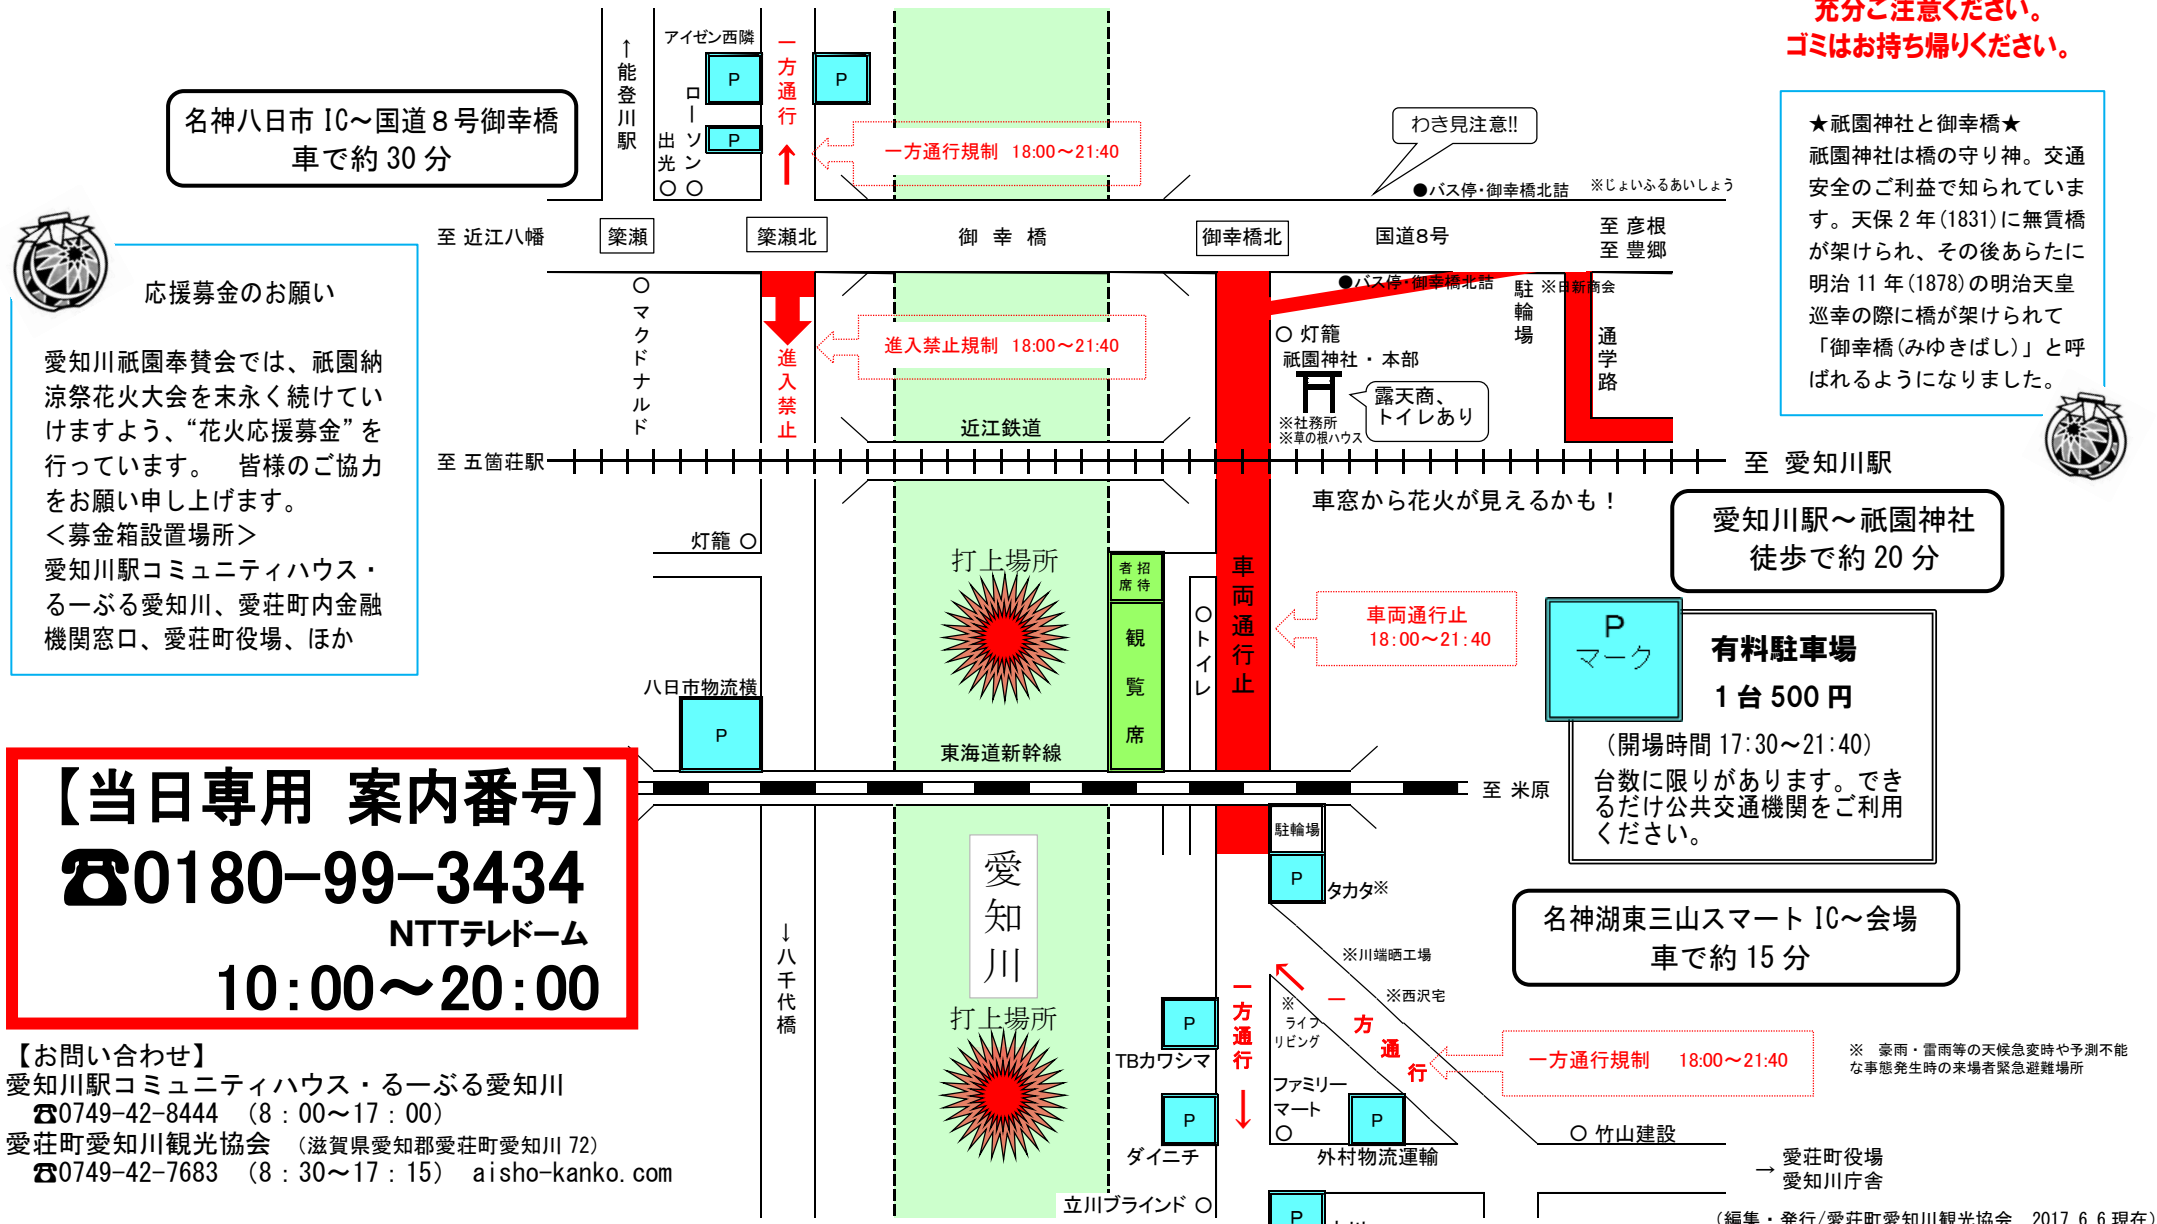 充分ご注意ください。
ゴミはお持ち帰りください。
名神八日市 IC～国道８号御幸橋
車で約 30 分
↑能登川駅
アイゼン西隣
P
P
P
ローソン
出光
一方通行
一方通行規制 18:00～21:40
わき見注意!!
●バス停・御幸橋北詰
※じょいふるあいしょう
至 近江八幡
簗瀬
簗瀬北
御 幸 橋
御幸橋北
国道8号
至 彦根
至 豊郷
★祇園神社と御幸橋★
祇園神社は橋の守り神。交通
安全のご利益で知られていま
す。天保 2 年(1831)に無賃橋
が架けられ、その後あらたに
明治 11 年(1878)の明治天皇
巡幸の際に橋が架けられて
「御幸橋(みゆきばし)」と呼
ばれるようになりました。
応援募金のお願い
愛知川祇園奉賛会では、祇園納
涼祭花火大会を末永く続けてい
けますよう、“花火応援募金”を
行っています。 皆様のご協力
をお願い申し上げます。
＜募金箱設置場所＞
愛知川駅コミュニティハウス・
るーぶる愛知川、愛荘町内金融
機関窓口、愛荘町役場、ほか
マクドナルド
進入禁止
進入禁止規制 18:00～21:40
●バス停・御幸橋北詰
駐輪場
※日新商会
通学路
灯籠
祇園神社・本部
露天商、
トイレあり
※社務所
※草の根ハウス
近江鉄道
至 五箇荘駅
至 愛知川駅
車窓から花火が見えるかも！
愛知川駅～祇園神社
徒歩で約 20 分
灯籠
打上場所
招待者席
観覧席
トイレ
車両通行止
車両通行止
18:00～21:40
P
マーク
有料駐車場
1 台 500 円
（開場時間 17:30～21:40）
台数に限りがあります。でき
るだけ公共交通機関をご利用
ください。
八日市物流横
P
東海道新幹線
至 米原
【当日専用 案内番号】
☎0180−99−3434
NTTテレドーム
10:00～20:00
駐輪場
P
タカタ※
愛知川
↓八千代橋
名神湖東三山スマート IC～会場
車で約 15 分
※川端晒工場
※西沢宅
打上場所
P
TBカワシマ
一方通行
※
ライフ
リビング
一方通行
一方通行規制 18:00～21:40
※ 豪雨・雷雨等の天候急変時や予測不能
な事態発生時の来場者緊急避難場所
ファミリー
マート
P
外村物流運輸
P
ダイニチ
竹山建設
【お問い合わせ】
愛知川駅コミュニティハウス・るーぶる愛知川
☎0749-42-8444 （8：00～17：00）
愛荘町愛知川観光協会 （滋賀県愛知郡愛荘町愛知川 72）
☎0749-42-7683 （8：30～17：15） aisho-kanko.com
→ 愛荘町役場
愛知川庁舎
立川ブラインド
P
（編集・発行/愛荘町愛知川観光協会 2017.6.6 現在）